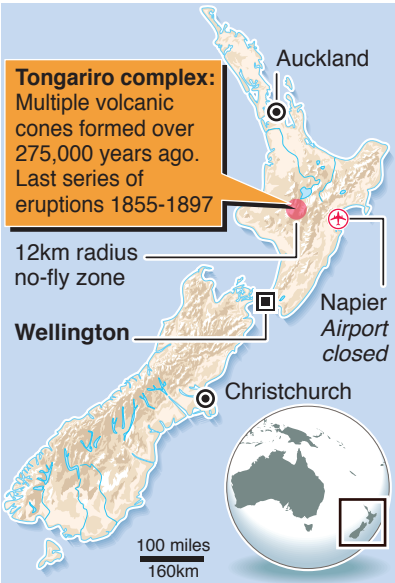 Auckland
Tongariro complex:
Multiple volcanic
cones formed over
275,000 years ago.
Last series of
eruptions 1855-1897
12km radius
no-fly zone
Napier
Airport
closed
Wellington
Christchurch
100 miles
160km